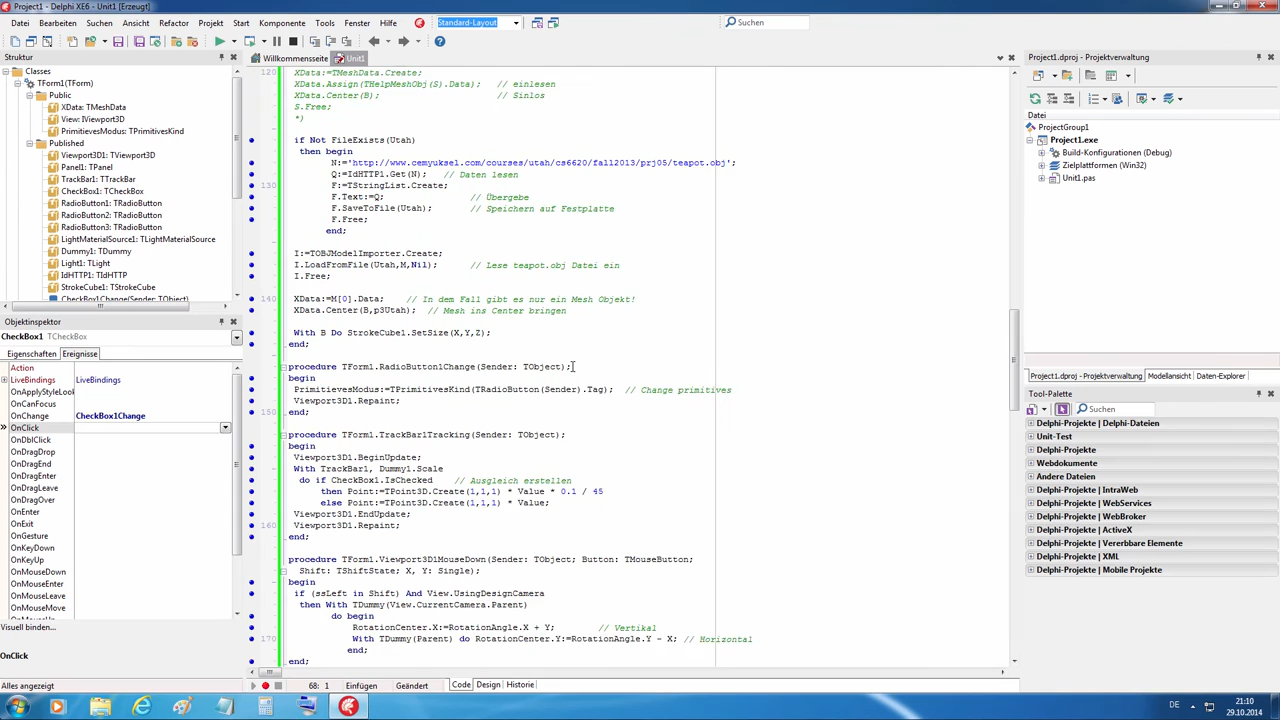 Project1 - Delphi XE6 - Unit1 [Erzeugt]
Datei Bearbeiten Suchen Ansicht Refactor Projekt Start Komponente Tools Fenster Hilfe Standard-Layout Suchen
Struktur
Classes
TForm1(TForm)
Public
XData: TMeshData
View: IViewport3D
PrimitievesModus: TPrimitivesKind
Published
Viewport3D1: TViewport3D
Panel1: TPanel
TrackBar1: TTrackBar
CheckBox1: TCheckBox
RadioButton1: TRadioButton
RadioButton2: TRadioButton
RadioButton3: TRadioButton
LightMaterialSource1: TLightMaterialSource
Dummy1: TDummy
Light1: TLight
IdHTTP1: TIdHTTP
StrokeCube1: TStrokeCube
CheckBox1Change(Sender: TObject)
Objektinspektor
CheckBox1 TCheckBox
Eigenschaften Ereignisse
Action
LiveBindings LiveBindings
OnApplyStyleLook
OnCanFocus
OnChange CheckBox1Change
OnClick
OnDblClick
OnDragDrop
OnDragEnd
OnDragEnter
OnDragLeave
OnDragOver
OnEnter
OnExit
OnGesture
OnKeyDown
OnKeyUp
OnMouseDown
OnMouseEnter
OnMouseLeave
OnMouseMove
Visuell binden...
OnClick
Alles angezeigt
Willkommensseite Unit1
120 XData:=TMeshData.Create;
XData.Assign(THelpMeshObj(S).Data); // einlesen
XData.Center(B); // Sinlos
S.Free;
*)
if Not FileExists(Utah)
then begin
N:='http://www.cemyuksel.com/courses/utah/cs6620/fall2013/prj05/teapot.obj';
Q:=IdHTTP1.Get(N); // Daten lesen
130 F:=TStringList.Create;
F.Text:=Q; // Übergebe
F.SaveToFile(Utah); // Speichern auf Festplatte
F.Free;
end;
I:=TOBJModelImporter.Create;
I.LoadFromFile(Utah,M,Nil); // Lese teapot.obj Datei ein
I.Free;
140 XData:=M[0].Data; // In dem Fall gibt es nur ein Mesh Objekt!
XData.Center(B,p3Utah); // Mesh ins Center bringen
With B Do StrokeCube1.SetSize(X,Y,Z);
end;
procedure TForm1.RadioButton1Change(Sender: TObject);
begin
PrimitievesModus:=TPrimitivesKind(TRadioButton(Sender).Tag); // Change primitives
Viewport3D1.Repaint;
150 end;
procedure TForm1.TrackBar1Tracking(Sender: TObject);
begin
Viewport3D1.BeginUpdate;
With TrackBar1, Dummy1.Scale
do if CheckBox1.IsChecked // Ausgleich erstellen
then Point:=TPoint3D.Create(1,1,1) * Value * 0.1 / 45
else Point:=TPoint3D.Create(1,1,1) * Value;
Viewport3D1.EndUpdate;
160 Viewport3D1.Repaint;
end;
procedure TForm1.Viewport3D1MouseDown(Sender: TObject; Button: TMouseButton;
Shift: TShiftState; X, Y: Single);
begin
if (ssLeft in Shift) And View.UsingDesignCamera
then With TDummy(View.CurrentCamera.Parent)
do begin
RotationCenter.X:=RotationAngle.X + Y; // Vertikal
170 With TDummy(Parent) do RotationCenter.Y:=RotationAngle.Y - X; // Horizontal
end;
end;
68: 1 Einfügen Geändert Code Design Historie
Project1.dproj - Projektverwaltung
Suchen
Datei
ProjectGroup1
Project1.exe
Build-Konfigurationen (Debug)
Zielplattformen (Win32)
Unit1.pas
Project1.dproj - Projektverwaltung Modellansicht Daten-Explorer
Tool-Palette
Suchen
Delphi-Projekte | Delphi-Dateien
Unit-Test
Delphi-Projekte
Webdokumente
Andere Dateien
Delphi-Projekte | IntraWeb
Delphi-Projekte | WebServices
Delphi-Projekte | WebBroker
Delphi-Projekte | ActiveX
Delphi-Projekte | Vererbbare Elemente
Delphi-Projekte | XML
Delphi-Projekte | Mobile Projekte
DE
21:10
29.10.2014